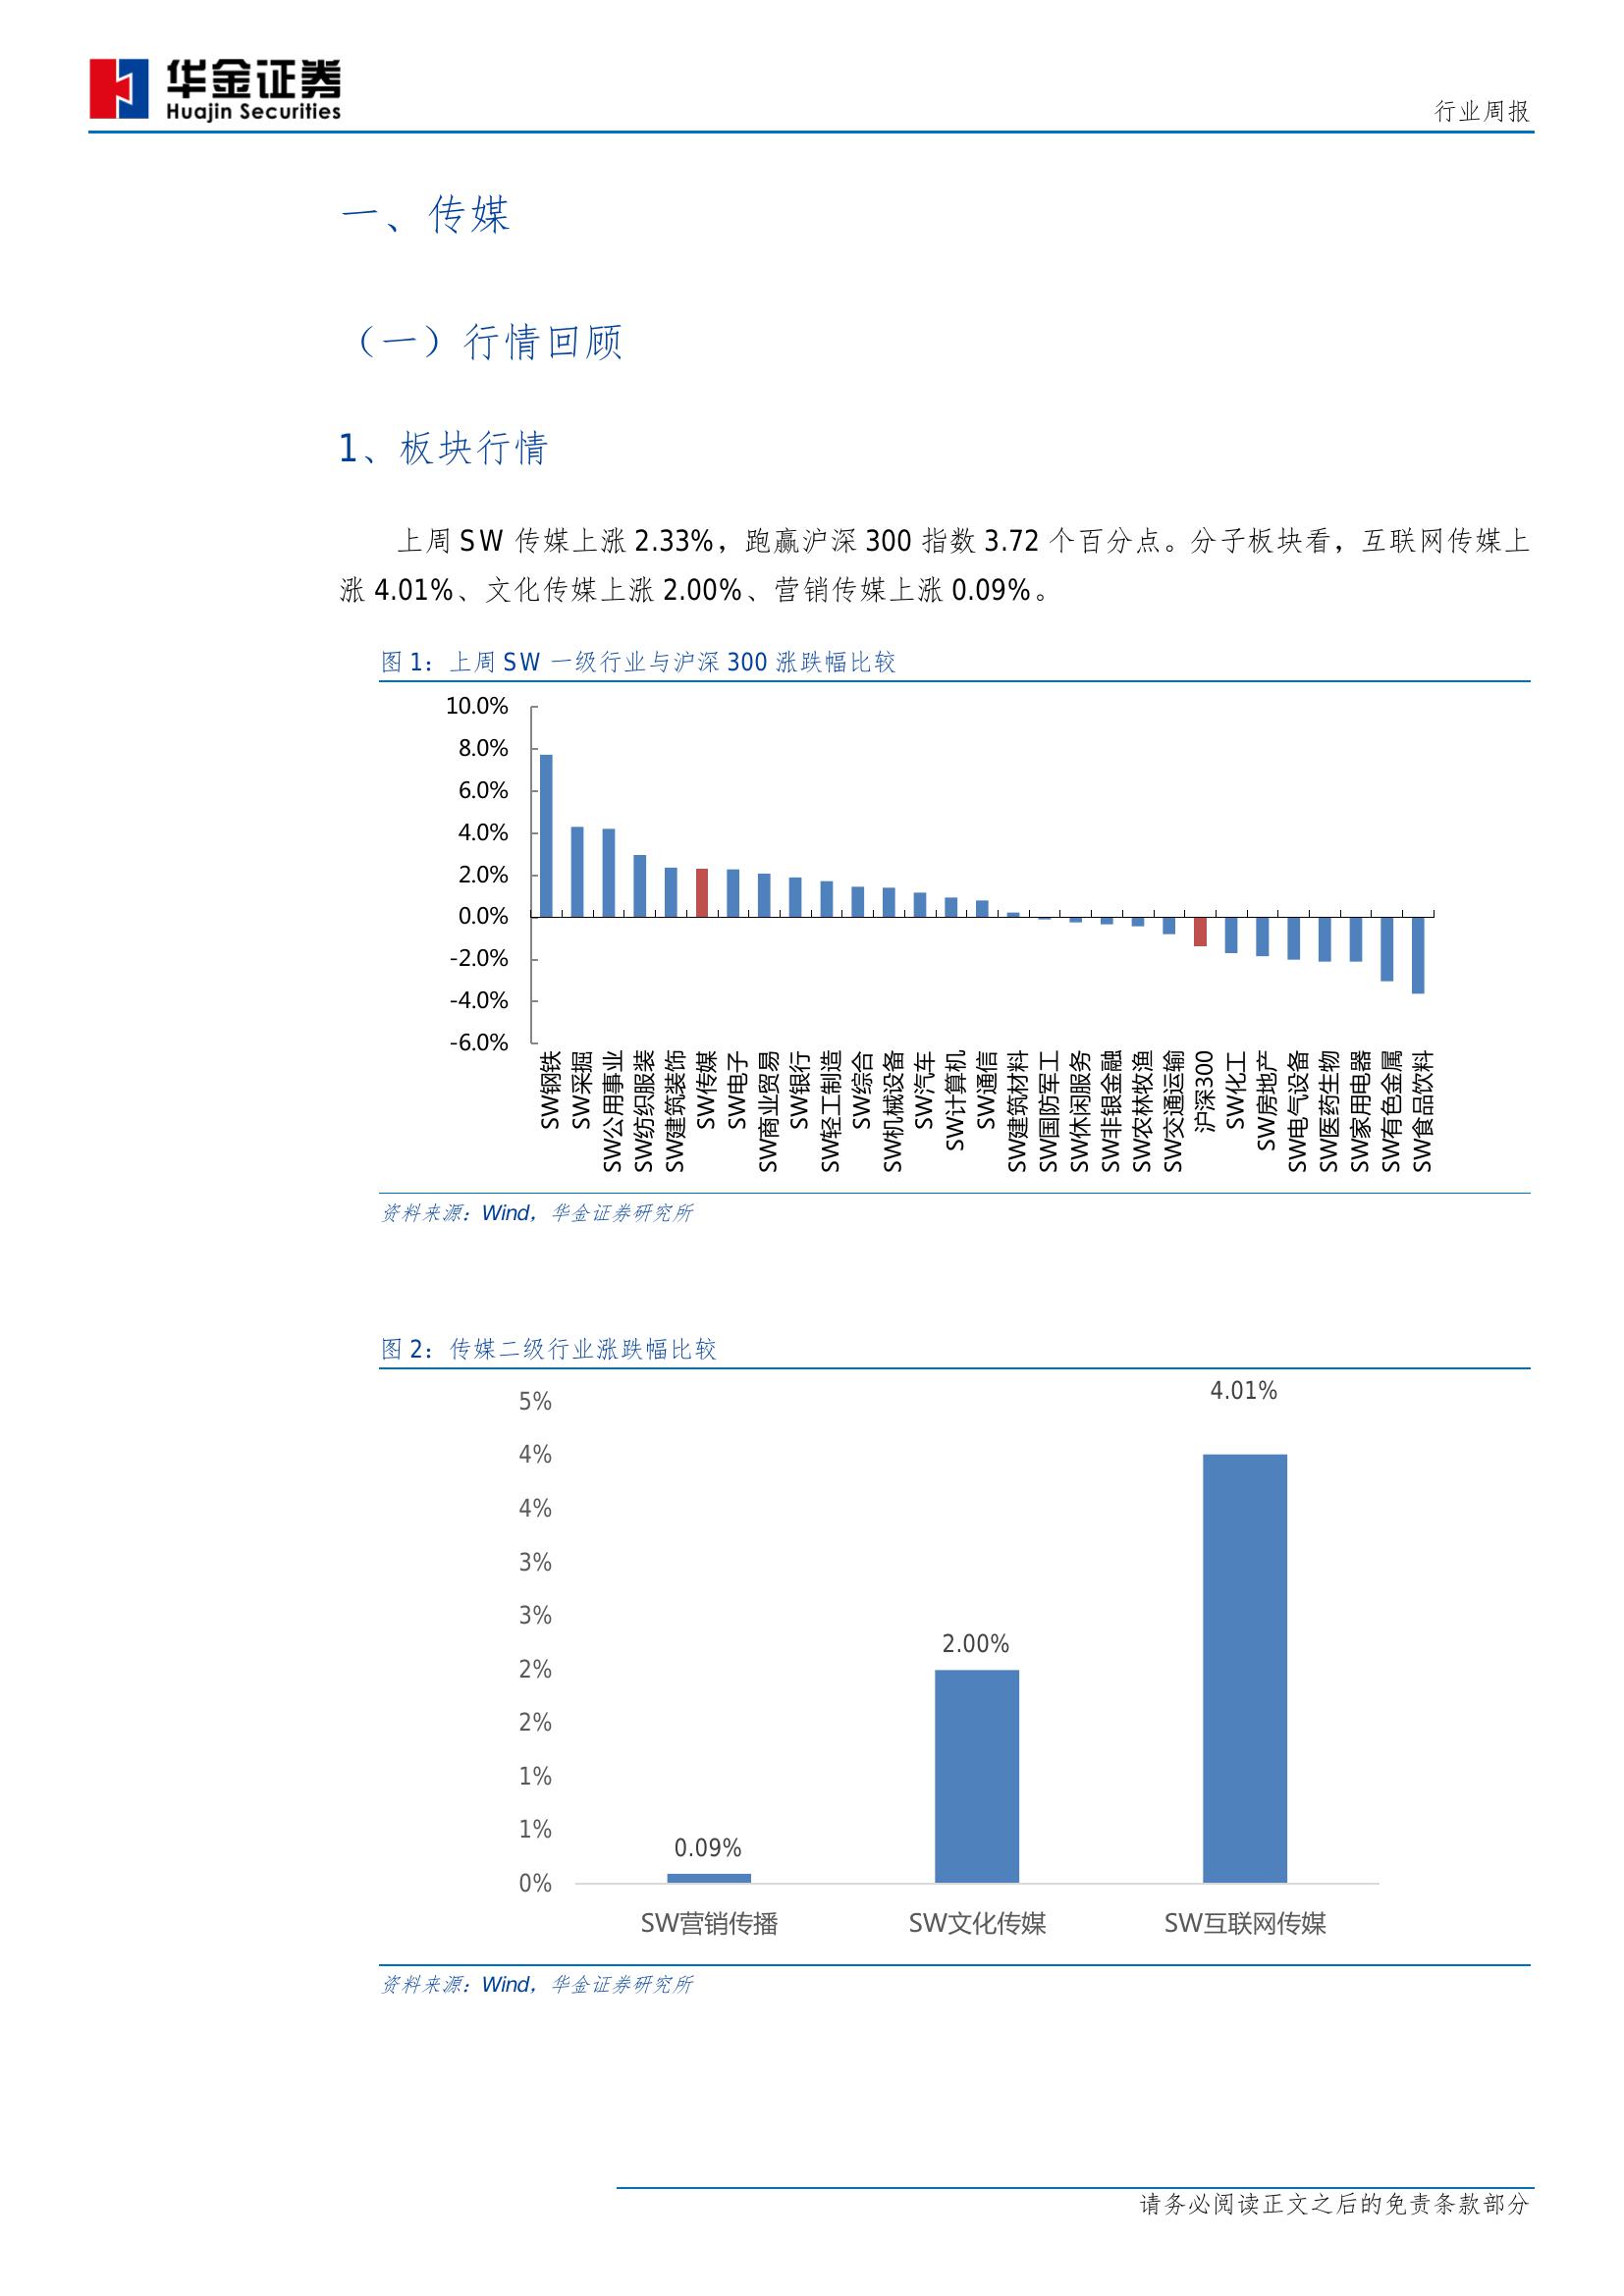 华金证券
Huajin Securities
行业周报
一、传媒
（一）行情回顾
1、板块行情
上周 SW 传媒上涨 2.33%，跑赢沪深 300 指数 3.72 个百分点。分子板块看，互联网传媒上
涨 4.01%、文化传媒上涨 2.00%、营销传媒上涨 0.09%。
图 1：上周 SW 一级行业与沪深 300 涨跌幅比较
10.0%
8.0%
6.0%
4.0%
2.0%
0.0%
-2.0%
-4.0%
-6.0%
SW钢铁
SW采掘
SW公用事业
SW纺织服装
SW建筑装饰
SW传媒
SW电子
SW商业贸易
SW银行
SW轻工制造
SW综合
SW机械设备
SW汽车
SW计算机
SW通信
SW建筑材料
SW国防军工
SW休闲服务
SW非银金融
SW农林牧渔
SW交通运输
沪深300
SW化工
SW房地产
SW电气设备
SW医药生物
SW家用电器
SW有色金属
SW食品饮料
资料来源：Wind，华金证券研究所
图 2：传媒二级行业涨跌幅比较
5%
4%
4%
3%
3%
2%
2%
1%
1%
0%
0.09%
2.00%
4.01%
SW营销传播
SW文化传媒
SW互联网传媒
资料来源：Wind，华金证券研究所
请务必阅读正文之后的免责条款部分